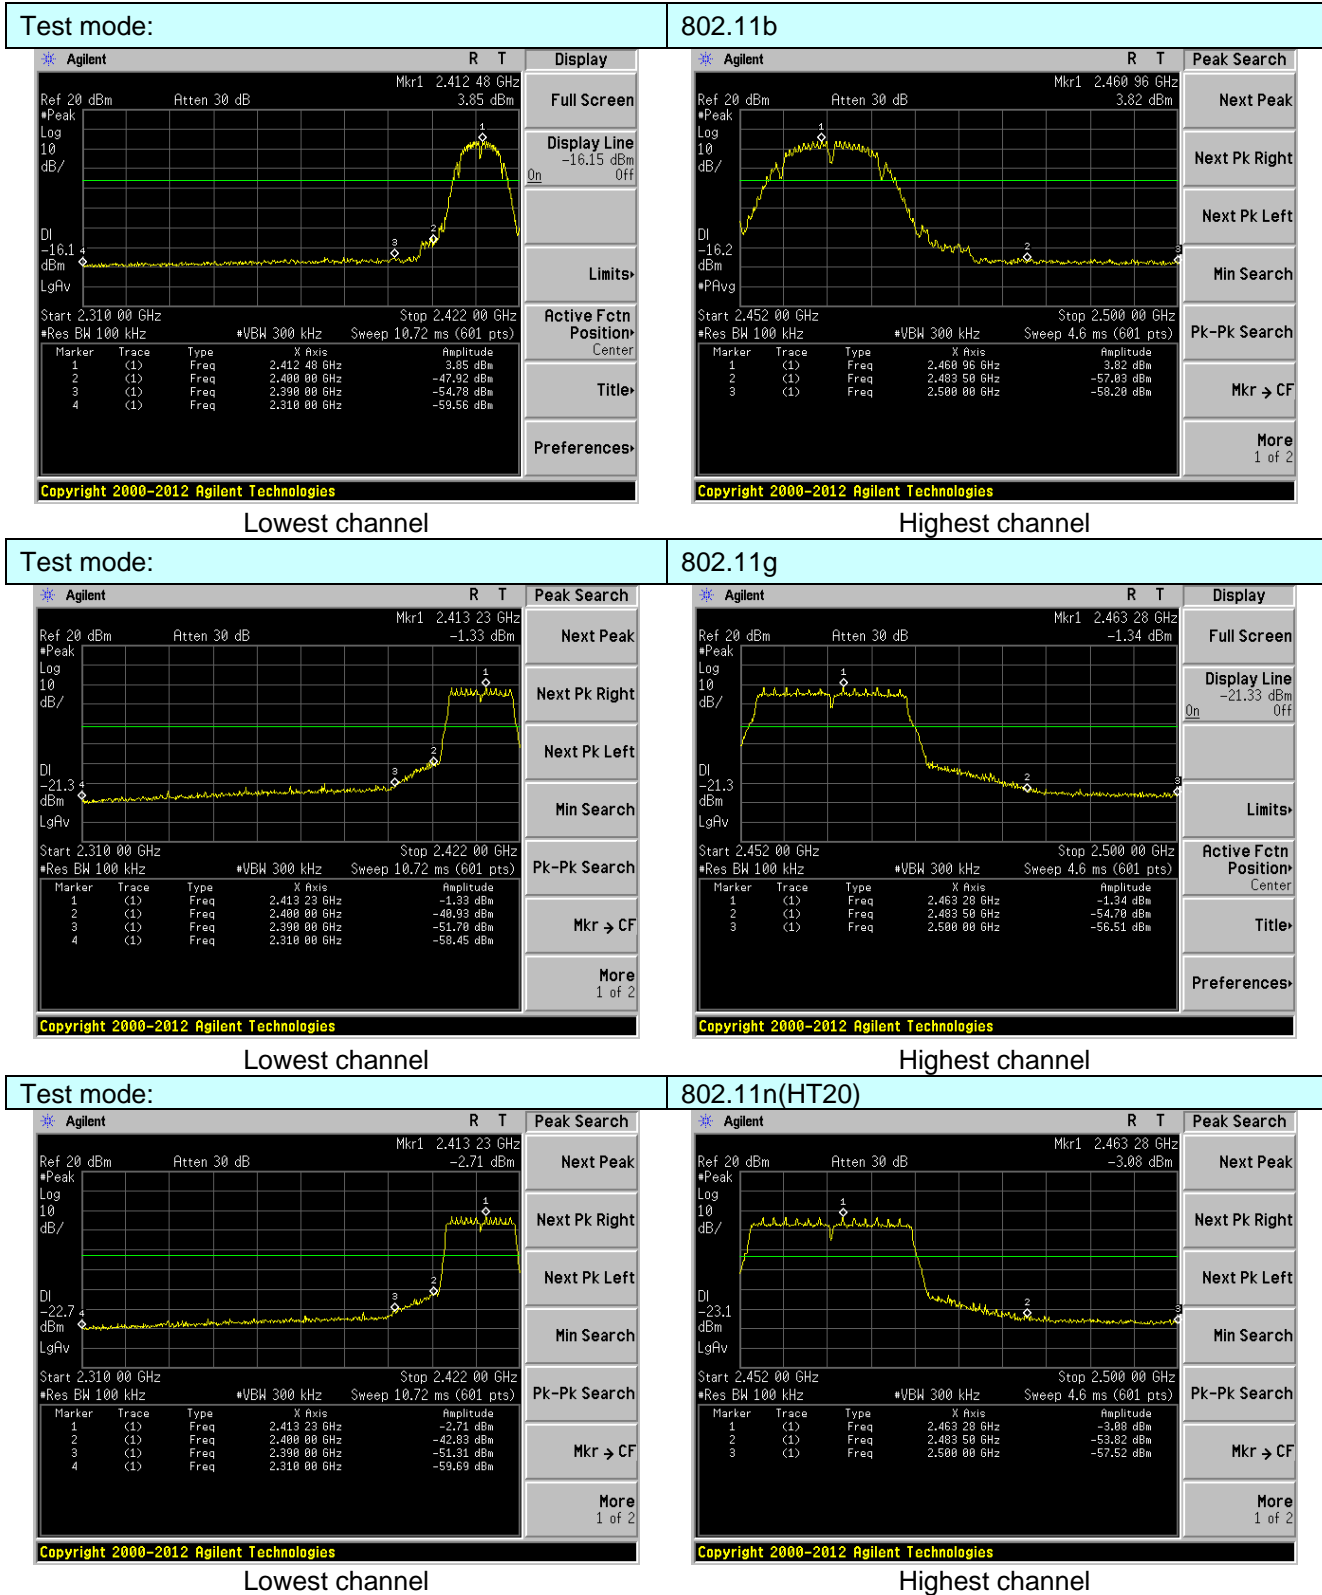 Test mode: 802.11b
Agilent R T Display
Mkr1 2.412 48 GHz
Ref 20 dBm Atten 30 dB 3.85 dBm
#Peak
Log
10
dB/
DI
-16.1
dBm
LgAv
1
2
3
4
Start 2.310 00 GHz Stop 2.422 00 GHz
#Res BW 100 kHz #VBW 300 kHz Sweep 10.72 ms (601 pts)
Marker Trace Type X Axis Amplitude
1 (1) Freq 2.412 48 GHz 3.85 dBm
2 (1) Freq 2.400 00 GHz -47.92 dBm
3 (1) Freq 2.390 00 GHz -54.78 dBm
4 (1) Freq 2.310 00 GHz -59.56 dBm
Full Screen
Display Line
-16.15 dBm
On Off
Limits
Active Fctn
Position
Center
Title
Preferences
Copyright 2000-2012 Agilent Technologies
Lowest channel
Agilent R T Peak Search
Mkr1 2.460 96 GHz
Ref 20 dBm Atten 30 dB 3.82 dBm
#Peak
Log
10
dB/
DI
-16.2
dBm
#PAvg
1
2
3
Start 2.452 00 GHz Stop 2.500 00 GHz
#Res BW 100 kHz #VBW 300 kHz Sweep 4.6 ms (601 pts)
Marker Trace Type X Axis Amplitude
1 (1) Freq 2.460 96 GHz 3.82 dBm
2 (1) Freq 2.483 50 GHz -57.03 dBm
3 (1) Freq 2.500 00 GHz -58.20 dBm
Next Peak
Next Pk Right
Next Pk Left
Min Search
Pk-Pk Search
Mkr → CF
More
1 of 2
Copyright 2000-2012 Agilent Technologies
Highest channel
Test mode: 802.11g
Agilent R T Peak Search
Mkr1 2.413 23 GHz
Ref 20 dBm Atten 30 dB -1.33 dBm
#Peak
Log
10
dB/
DI
-21.3
dBm
LgAv
1
2
3
4
Start 2.310 00 GHz Stop 2.422 00 GHz
#Res BW 100 kHz #VBW 300 kHz Sweep 10.72 ms (601 pts)
Marker Trace Type X Axis Amplitude
1 (1) Freq 2.413 23 GHz -1.33 dBm
2 (1) Freq 2.400 00 GHz -40.93 dBm
3 (1) Freq 2.390 00 GHz -51.70 dBm
4 (1) Freq 2.310 00 GHz -58.45 dBm
Next Peak
Next Pk Right
Next Pk Left
Min Search
Pk-Pk Search
Mkr → CF
More
1 of 2
Copyright 2000-2012 Agilent Technologies
Lowest channel
Agilent R T Display
Mkr1 2.463 28 GHz
Ref 20 dBm Atten 30 dB -1.34 dBm
#Peak
Log
10
dB/
DI
-21.3
dBm
LgAv
1
2
3
Start 2.452 00 GHz Stop 2.500 00 GHz
#Res BW 100 kHz #VBW 300 kHz Sweep 4.6 ms (601 pts)
Marker Trace Type X Axis Amplitude
1 (1) Freq 2.463 28 GHz -1.34 dBm
2 (1) Freq 2.483 50 GHz -54.70 dBm
3 (1) Freq 2.500 00 GHz -56.51 dBm
Full Screen
Display Line
-21.33 dBm
On Off
Limits
Active Fctn
Position
Center
Title
Preferences
Copyright 2000-2012 Agilent Technologies
Highest channel
Test mode: 802.11n(HT20)
Agilent R T Peak Search
Mkr1 2.413 23 GHz
Ref 20 dBm Atten 30 dB -2.71 dBm
#Peak
Log
10
dB/
DI
-22.7
dBm
LgAv
1
2
3
4
Start 2.310 00 GHz Stop 2.422 00 GHz
#Res BW 100 kHz #VBW 300 kHz Sweep 10.72 ms (601 pts)
Marker Trace Type X Axis Amplitude
1 (1) Freq 2.413 23 GHz -2.71 dBm
2 (1) Freq 2.400 00 GHz -42.83 dBm
3 (1) Freq 2.390 00 GHz -51.31 dBm
4 (1) Freq 2.310 00 GHz -59.69 dBm
Next Peak
Next Pk Right
Next Pk Left
Min Search
Pk-Pk Search
Mkr → CF
More
1 of 2
Copyright 2000-2012 Agilent Technologies
Lowest channel
Agilent R T Peak Search
Mkr1 2.463 28 GHz
Ref 20 dBm Atten 30 dB -3.08 dBm
#Peak
Log
10
dB/
DI
-23.1
dBm
LgAv
1
2
3
Start 2.452 00 GHz Stop 2.500 00 GHz
#Res BW 100 kHz #VBW 300 kHz Sweep 4.6 ms (601 pts)
Marker Trace Type X Axis Amplitude
1 (1) Freq 2.463 28 GHz -3.08 dBm
2 (1) Freq 2.483 50 GHz -53.82 dBm
3 (1) Freq 2.500 00 GHz -57.52 dBm
Next Peak
Next Pk Right
Next Pk Left
Min Search
Pk-Pk Search
Mkr → CF
More
1 of 2
Copyright 2000-2012 Agilent Technologies
Highest channel